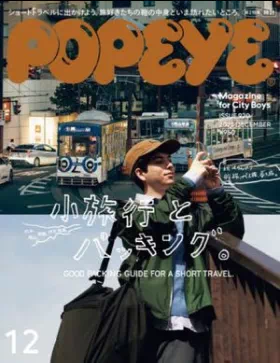 ショートトラベルに出かけよう。旅好きたちの鞄の中身といま訪れたいところ。
POPEYE
Magazine
for City Boys
小旅行と
パッキング。
GOOD PACKING GUIDE FOR A SHORT TRAVEL.
12